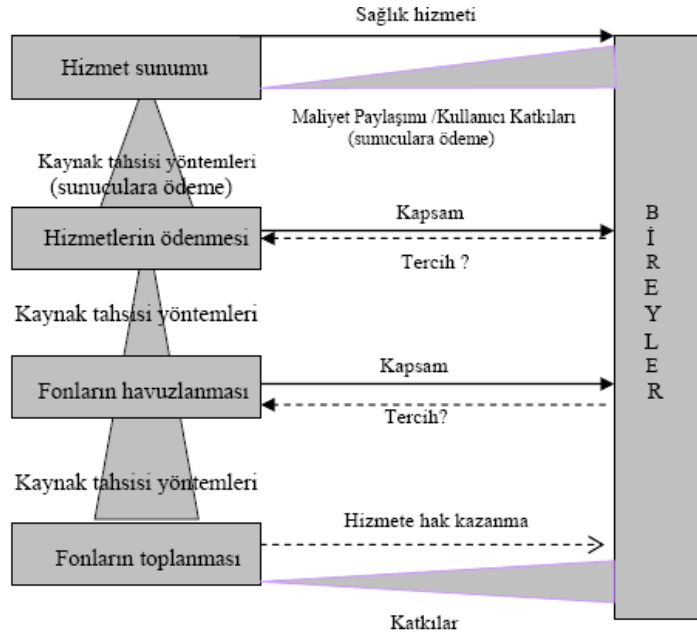 Sağlık hizmeti
Hizmet sunumu
Maliyet Paylaşımı /Kullanıcı Katkıları
(sunuculara ödeme)
Kaynak tahsisi yöntemleri
(sunuculara ödeme)
Kapsam
Hizmetlerin ödenmesi
Tercih ?
Kaynak tahsisi yöntemleri
Kapsam
Fonların havuzlanması
Tercih?
Kaynak tahsisi yöntemleri
Hizmete hak kazanma
Fonların toplanması
Katkılar
B
İ
R
E
Y
L
E
R